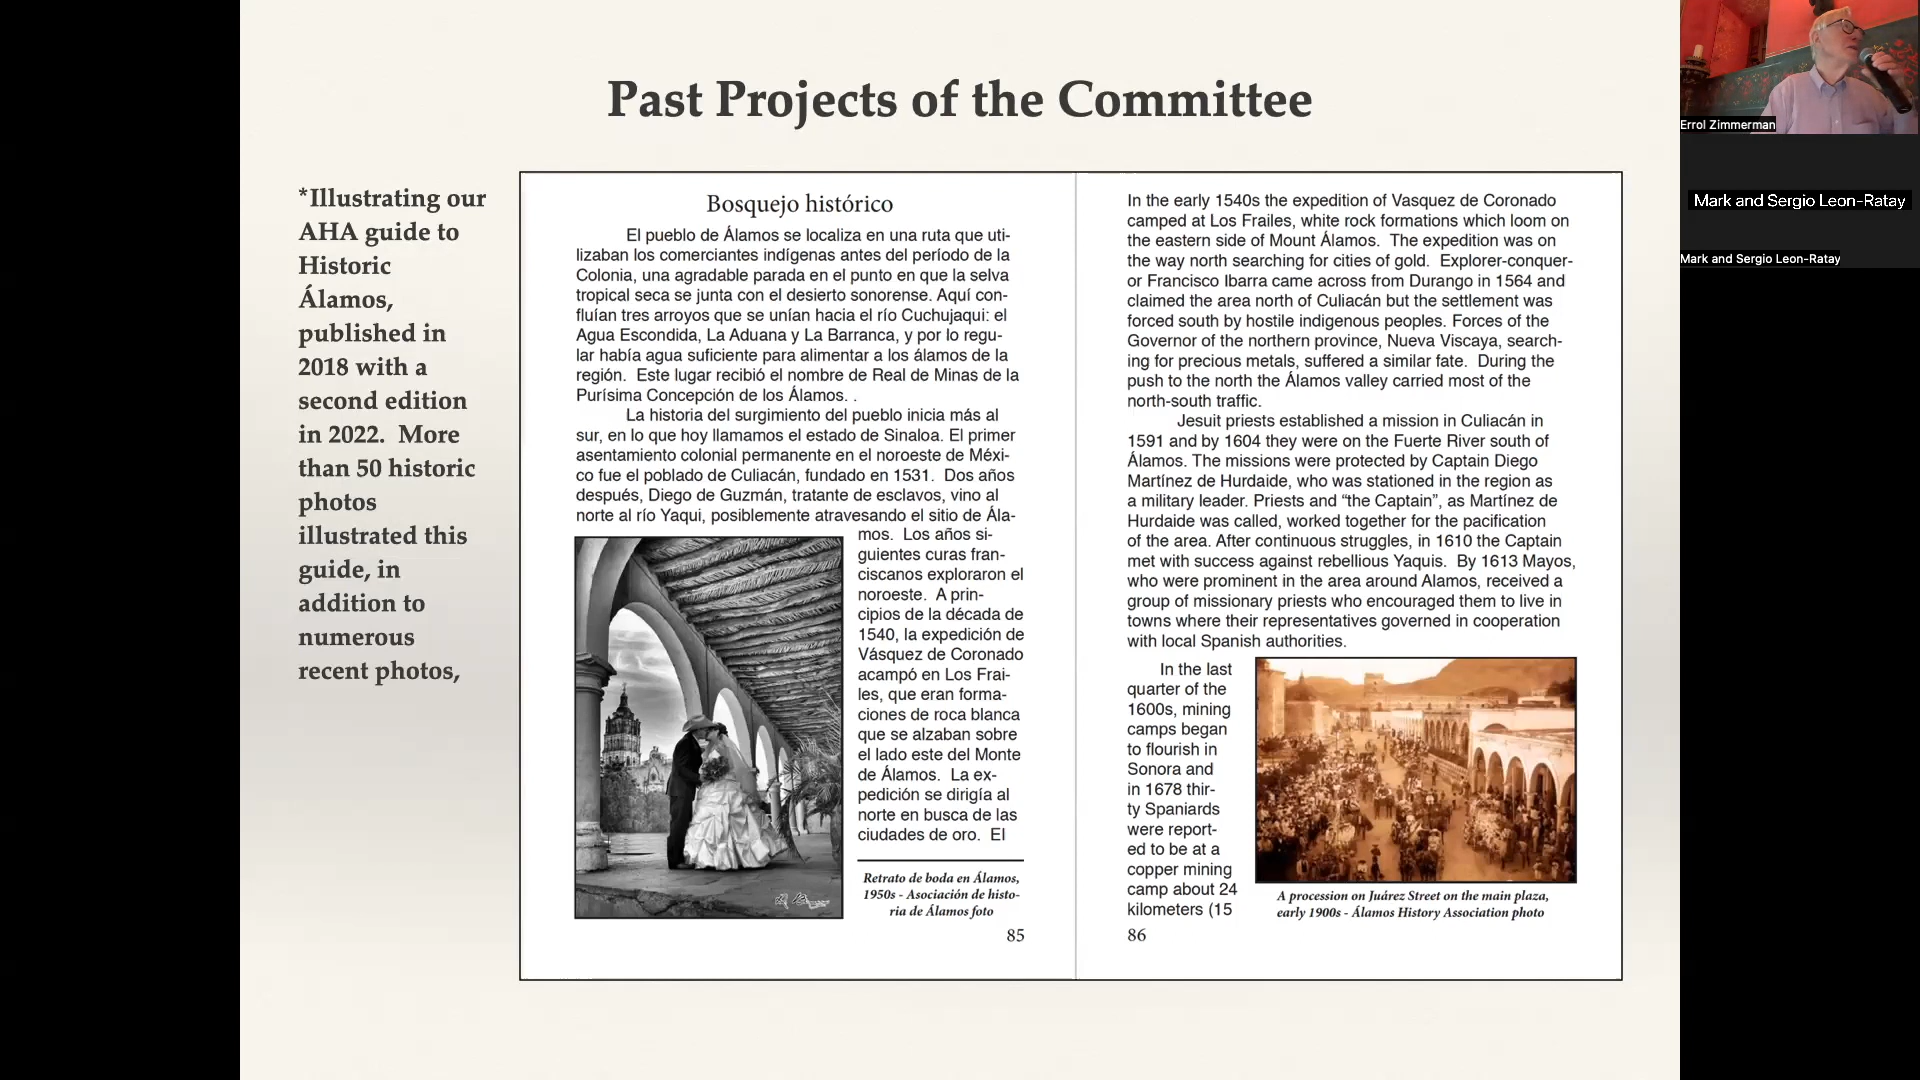 Past Projects of the Committee
*Illustrating our
AHA guide to
Historic
Álamos,
published in
2018 with a
second edition
in 2022.  More
than 50 historic
photos
illustrated this
guide, in
addition to
numerous
recent photos,
Bosquejo histórico
El pueblo de Álamos se localiza en una ruta que uti-
lizaban los comerciantes indígenas antes del período de la
Colonia, una agradable parada en el punto en que la selva
tropical seca se junta con el desierto sonorense. Aquí con-
fluían tres arroyos que se unían hacia el río Cuchujaqui: el
Agua Escondida, La Aduana y La Barranca, y por lo regu-
lar había agua suficiente para alimentar a los álamos de la
región.  Este lugar recibió el nombre de Real de Minas de la
Purísima Concepción de los Álamos. .
La historia del surgimiento del pueblo inicia más al
sur, en lo que hoy llamamos el estado de Sinaloa. El primer
asentamiento colonial permanente en el noroeste de Méxi-
co fue el poblado de Culiacán, fundado en 1531.  Dos años
después, Diego de Guzmán, tratante de esclavos, vino al
norte al río Yaqui, posiblemente atravesando el sitio de Ála-
mos.  Los años si-
guientes curas fran-
ciscanos exploraron el
noroeste.  A prin-
cipios de la década de
1540, la expedición de
Vásquez de Coronado
acampó en Los Frai-
les, que eran forma-
ciones de roca blanca
que se alzaban sobre
el lado este del Monte
de Álamos.  La ex-
pedición se dirigía al
norte en busca de las
ciudades de oro.  El
Retrato de boda en Álamos,
1950s - Asociación de histo-
ria de Álamos foto
85
In the early 1540s the expedition of Vasquez de Coronado
camped at Los Frailes, white rock formations which loom on
the eastern side of Mount Álamos.  The expedition was on
the way north searching for cities of gold.  Explorer-conquer-
or Francisco Ibarra came across from Durango in 1564 and
claimed the area north of Culiacán but the settlement was
forced south by hostile indigenous peoples. Forces of the
Governor of the northern province, Nueva Viscaya, search-
ing for precious metals, suffered a similar fate.  During the
push to the north the Álamos valley carried most of the
north-south traffic.
Jesuit priests established a mission in Culiacán in
1591 and by 1604 they were on the Fuerte River south of
Álamos. The missions were protected by Captain Diego
Martínez de Hurdaide, who was stationed in the region as
a military leader. Priests and “the Captain”, as Martínez de
Hurdaide was called, worked together for the pacification
of the area. After continuous struggles, in 1610 the Captain
met with success against rebellious Yaquis.  By 1613 Mayos,
who were prominent in the area around Alamos, received a
group of missionary priests who encouraged them to live in
towns where their representatives governed in cooperation
with local Spanish authorities.
In the last
quarter of the
1600s, mining
camps began
to flourish in
Sonora and
in 1678 thir-
ty Spaniards
were report-
ed to be at a
copper mining
camp about 24
kilometers (15
A procession on Juárez Street on the main plaza,
early 1900s - Álamos History Association photo
86
Errol Zimmerman
Mark and Sergio Leon-Ratay
Mark and Sergio Leon-Ratay